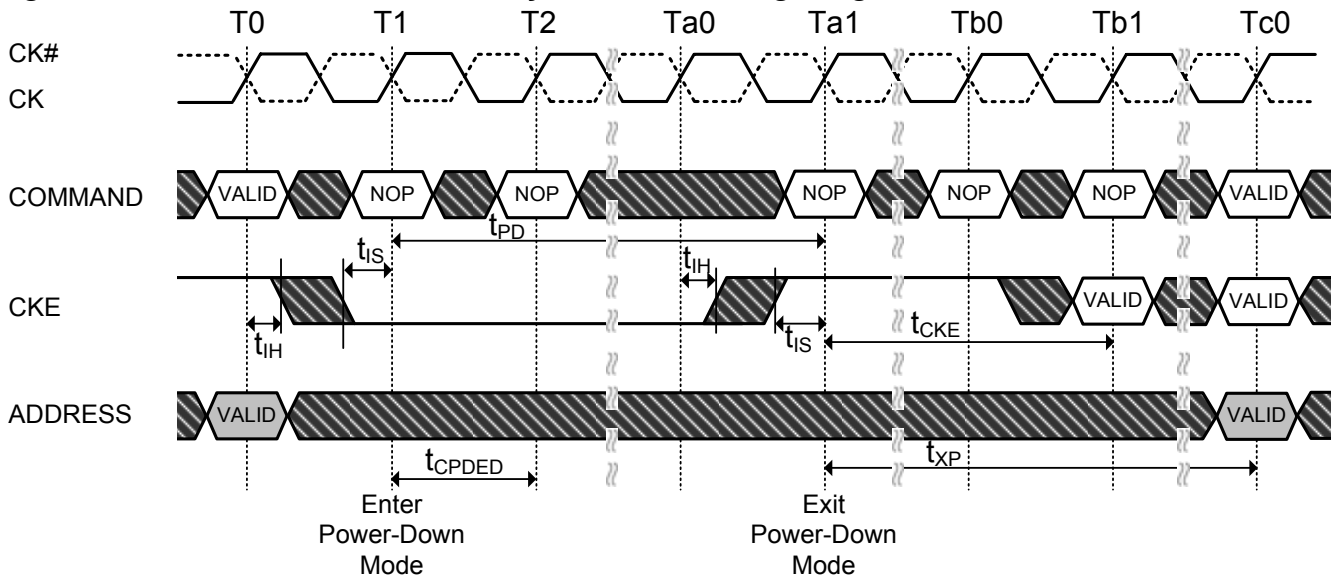 T0 T1 T2 Ta0 Ta1 Tb0 Tb1 Tc0
CK#
CK
COMMAND VALID NOP NOP NOP NOP NOP VALID
tPD
tIS tIH
CKE VALID VALID
tIH tIS tCKE
ADDRESS VALID VALID
tCPDED tXP
Enter Power-Down Mode
Exit Power-Down Mode